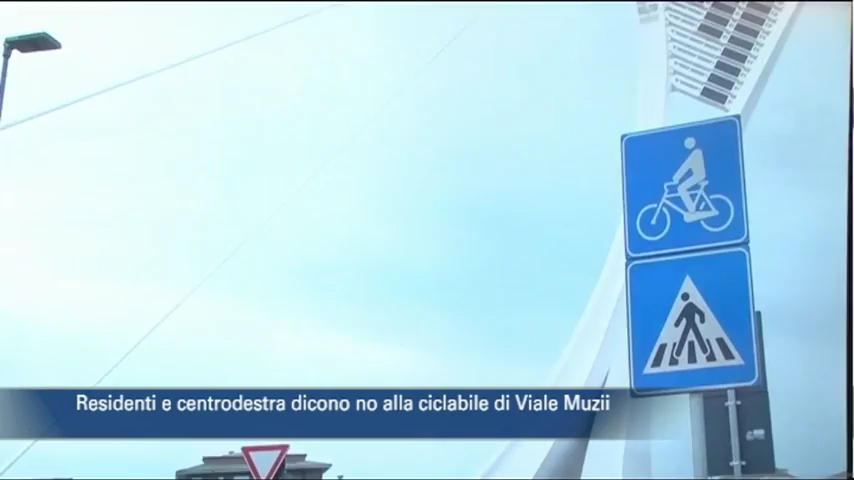 Residenti e centrodestra dicono no alla ciclabile di Viale Muzii